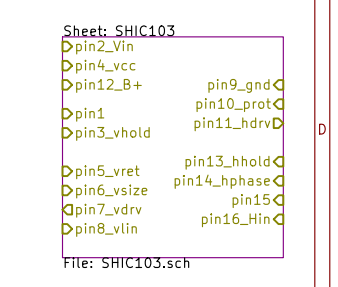 Sheet: SHIC103
pin2_Vin
pin4_vcc
pin12_B+
pin9_gnd
pin10_prot
pin1
pin11_hdrv
pin3_vhold
D
pin13_hhold
pin5_vret
pin14_hphase
pin6_vsize
pin15
pin7_vdrv
pin16_Hin
pin8_vlin
File: SHIC103.sch